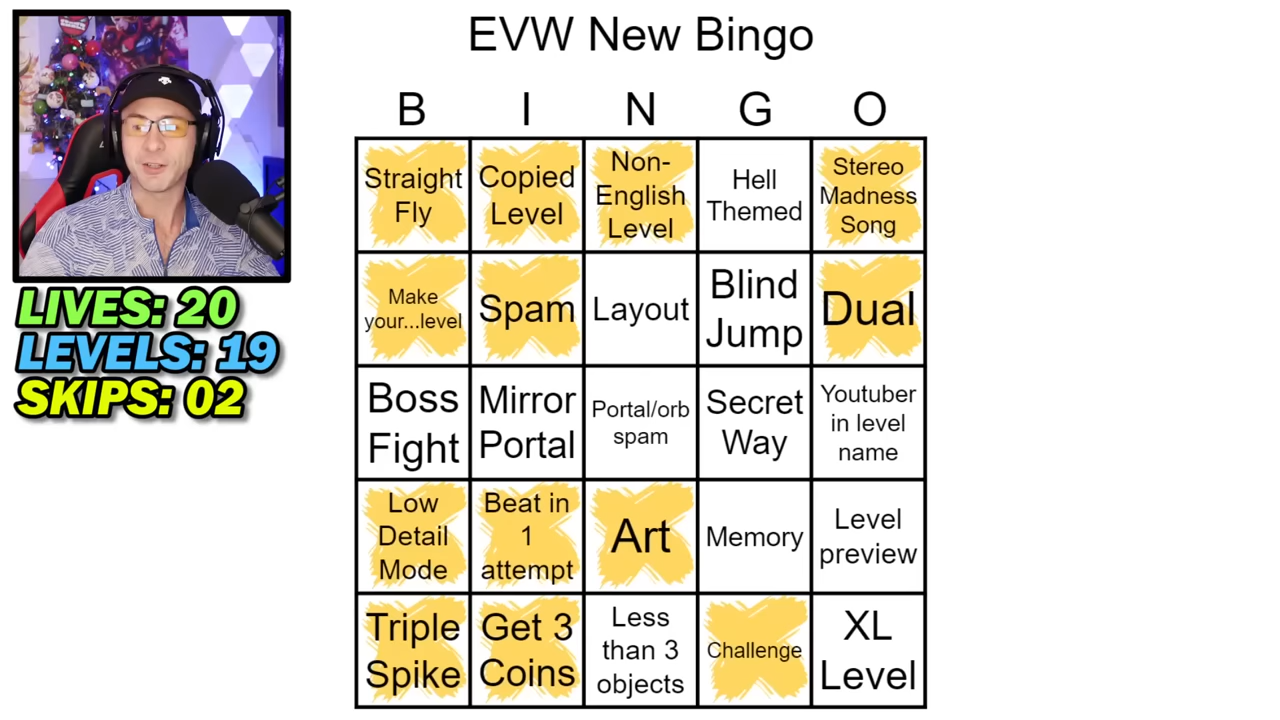 EVW New Bingo
B I N G O
Straight
Fly
Copied
Level
Non-
English
Level
Hell
Themed
Stereo
Madness
Song
Make
your...level
Spam
Layout
Blind
Jump
Dual
Boss
Fight
Mirror
Portal
Portal/orb
spam
Secret
Way
Youtuber
in level
name
Low
Detail
Mode
Beat in
1
attempt
Art
Memory
Level
preview
Triple
Spike
Get 3
Coins
Less
than 3
objects
Challenge
XL
Level
LIVES: 20
LEVELS: 19
SKIPS: 02